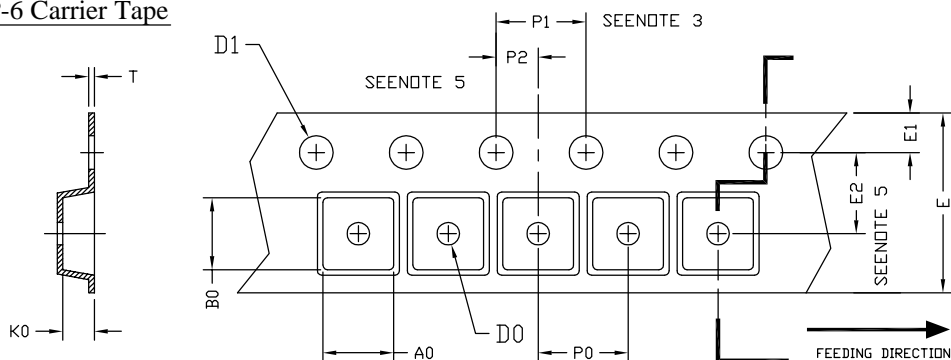 -6 Carrier Tape
P1
SEENOTE 3
D1
P2
T
SEENOTE 5
E1
E2
E
SEENOTE 5
B0
K0
A0
D0
P0
FEEDING DIRECTION